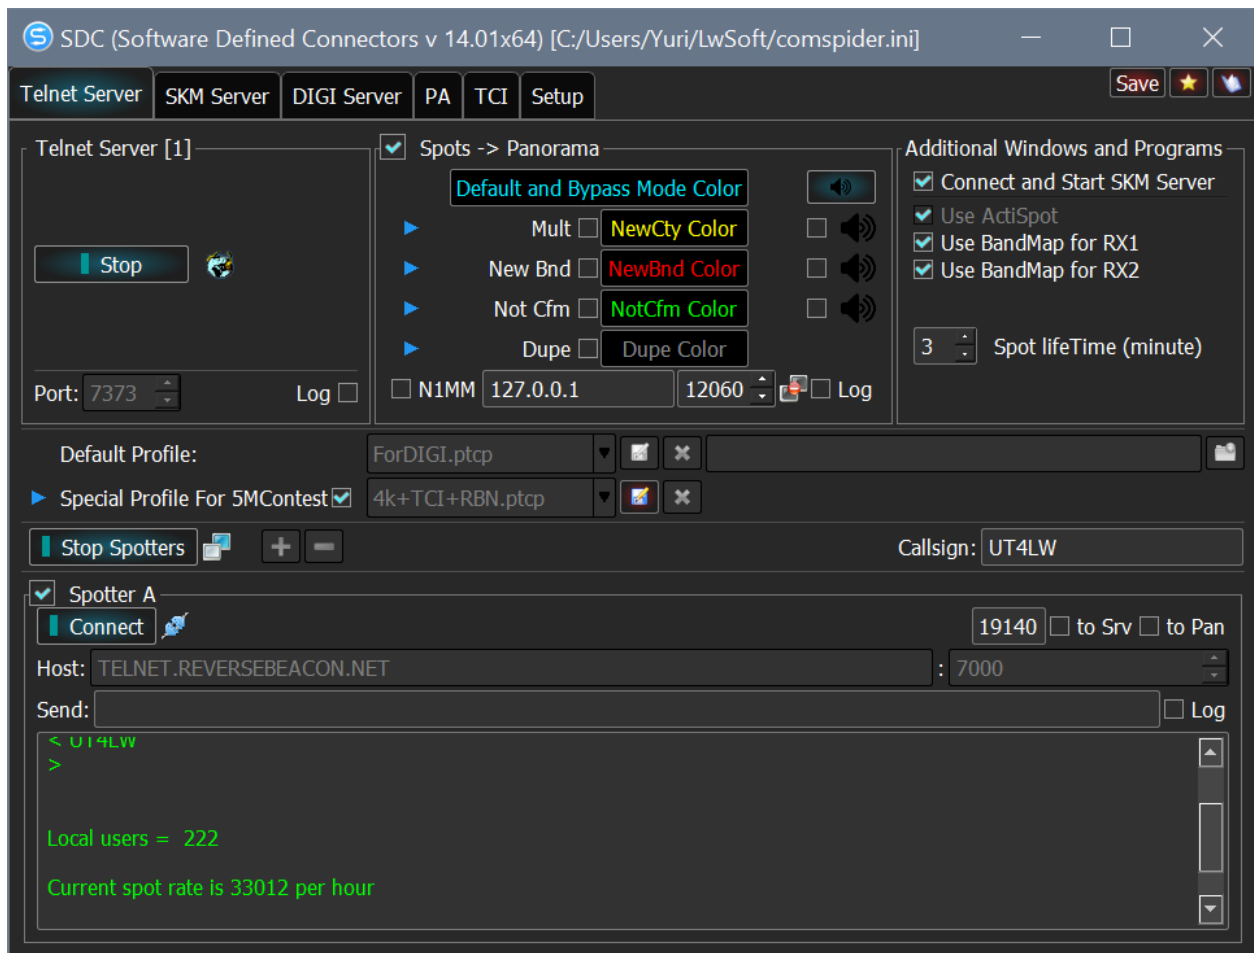 SDC (Software Defined Connectors v 14.01x64) [C:/Users/Yuri/LwSoft/comspider.ini]
Telnet Server SKM Server DIGI Server PA TCI Setup Save
Telnet Server [1] Spots -> Panorama Additional Windows and Programs
Default and Bypass Mode Color Connect and Start SKM Server
Mult NewCty Color Use ActiSpot
Stop New Bnd NewBnd Color Use BandMap for RX1
Use BandMap for RX2
Not Cfm NotCfm Color
Dupe Dupe Color 3 Spot lifeTime (minute)
Port: 7373 Log N1MM 127.0.0.1 12060 Log
Default Profile: ForDIGI.ptcp
Special Profile For 5MContest 4k+TCI+RBN.ptcp
Stop Spotters + − Callsign: UT4LW
Spotter A
Connect 19140 to Srv to Pan
Host: TELNET.REVERSEBEACON.NET : 7000
Send: Log
< UT4LW
>
Local users = 222
Current spot rate is 33012 per hour